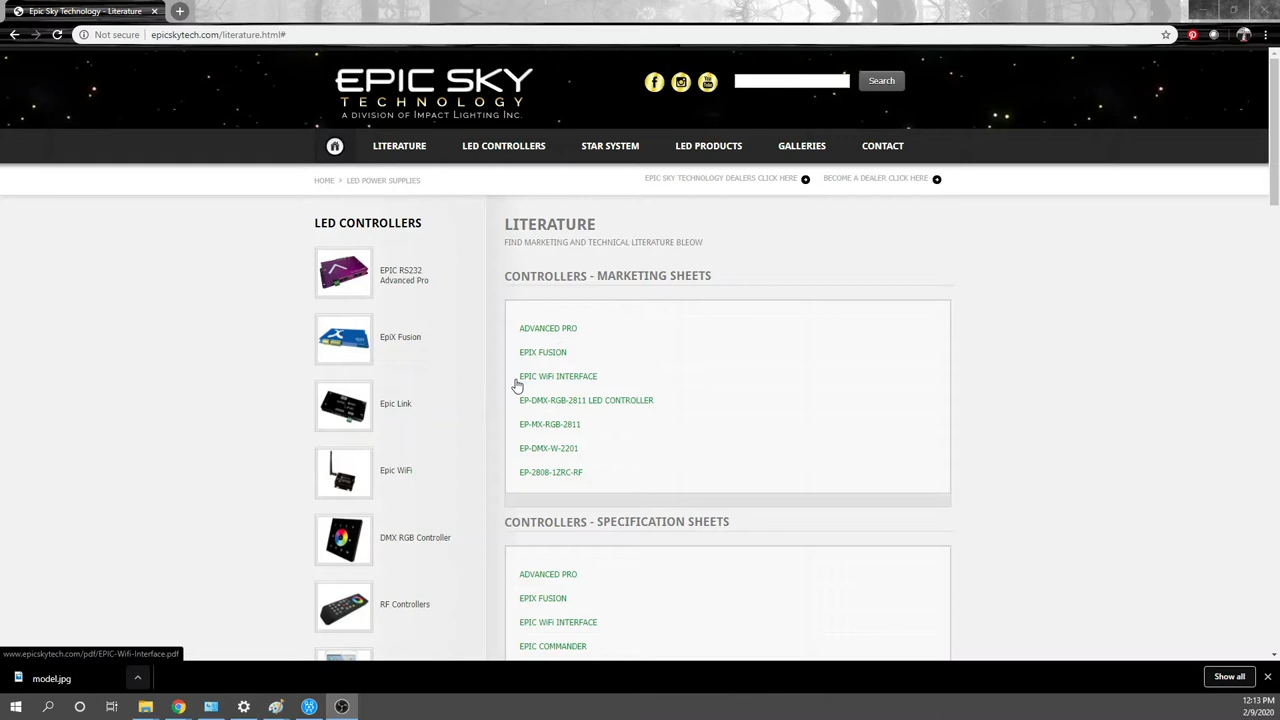 Epic Sky Technology - Literature
Not secure | epicskytech.com/literature.html#
EPIC SKY
TECHNOLOGY
A DIVISION OF IMPACT LIGHTING INC.
Search
LITERATURE LED CONTROLLERS STAR SYSTEM LED PRODUCTS GALLERIES CONTACT
HOME > LED POWER SUPPLIES
EPIC SKY TECHNOLOGY DEALERS CLICK HERE
BECOME A DEALER CLICK HERE
LED CONTROLLERS
EPIC RS232
Advanced Pro
EpiX Fusion
Epic Link
Epic WiFi
DMX RGB Controller
RF Controllers
LITERATURE
FIND MARKETING AND TECHNICAL LITERATURE BLEOW
CONTROLLERS - MARKETING SHEETS
ADVANCED PRO
EPIX FUSION
EPIC WiFi INTERFACE
EP-DMX-RGB-2811 LED CONTROLLER
EP-MX-RGB-2811
EP-DMX-W-2201
EP-2808-1ZRC-RF
CONTROLLERS - SPECIFICATION SHEETS
ADVANCED PRO
EPIX FUSION
EPIC WiFi INTERFACE
EPIC COMMANDER
www.epicskytech.com/pdf/EPIC-Wifi-Interface.pdf
model.jpg
Show all
12:13 PM
2/9/2020